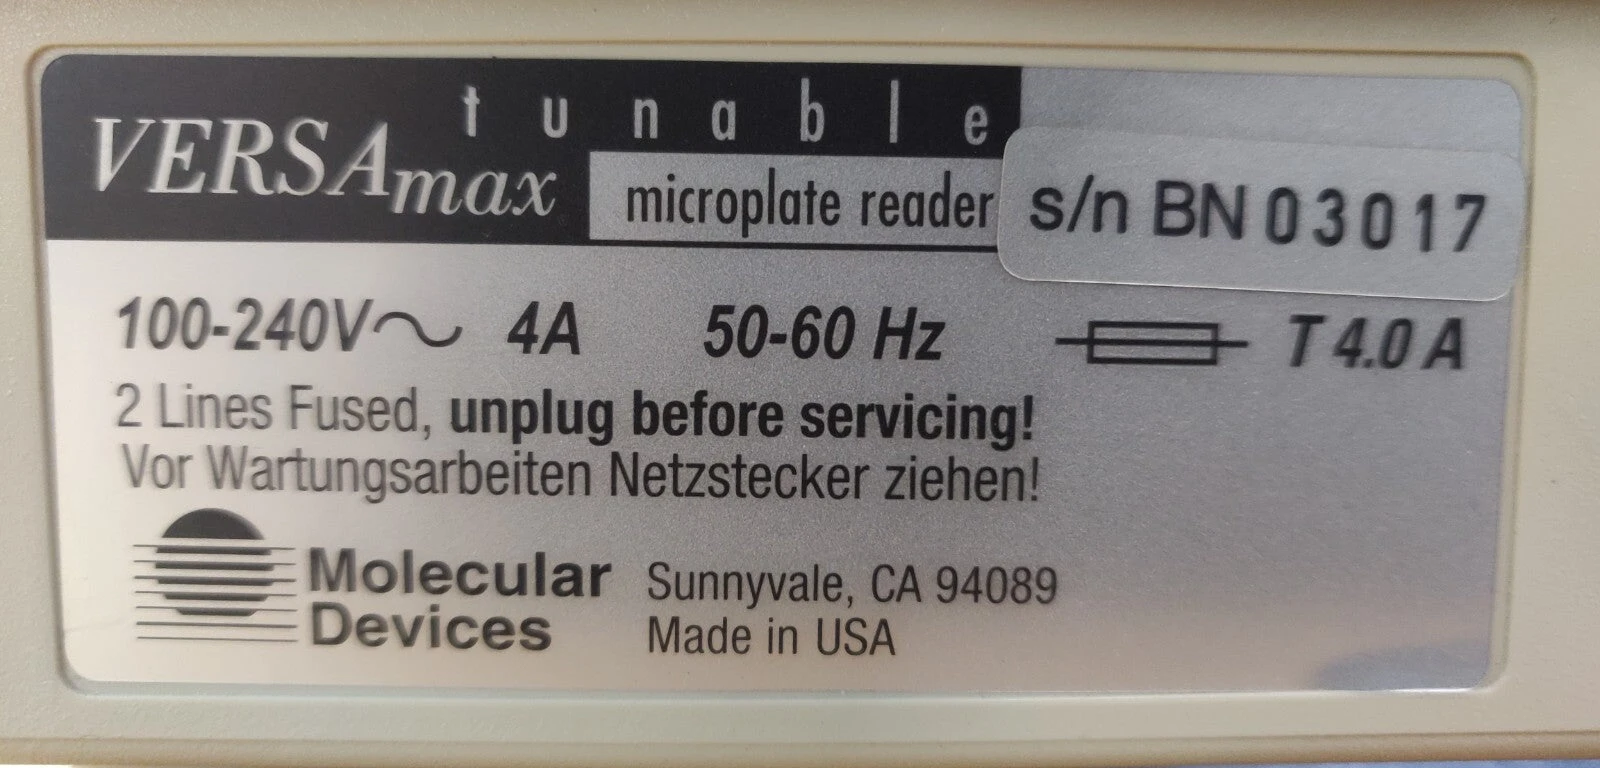 VERSAmax tunable
microplate reader
s/n BN 03017
100-240V~ 4A 50-60 Hz T 4.0 A
2 Lines Fused, unplug before servicing!
Vor Wartungsarbeiten Netzstecker ziehen!
Molecular
Devices
Sunnyvale, CA 94089
Made in USA